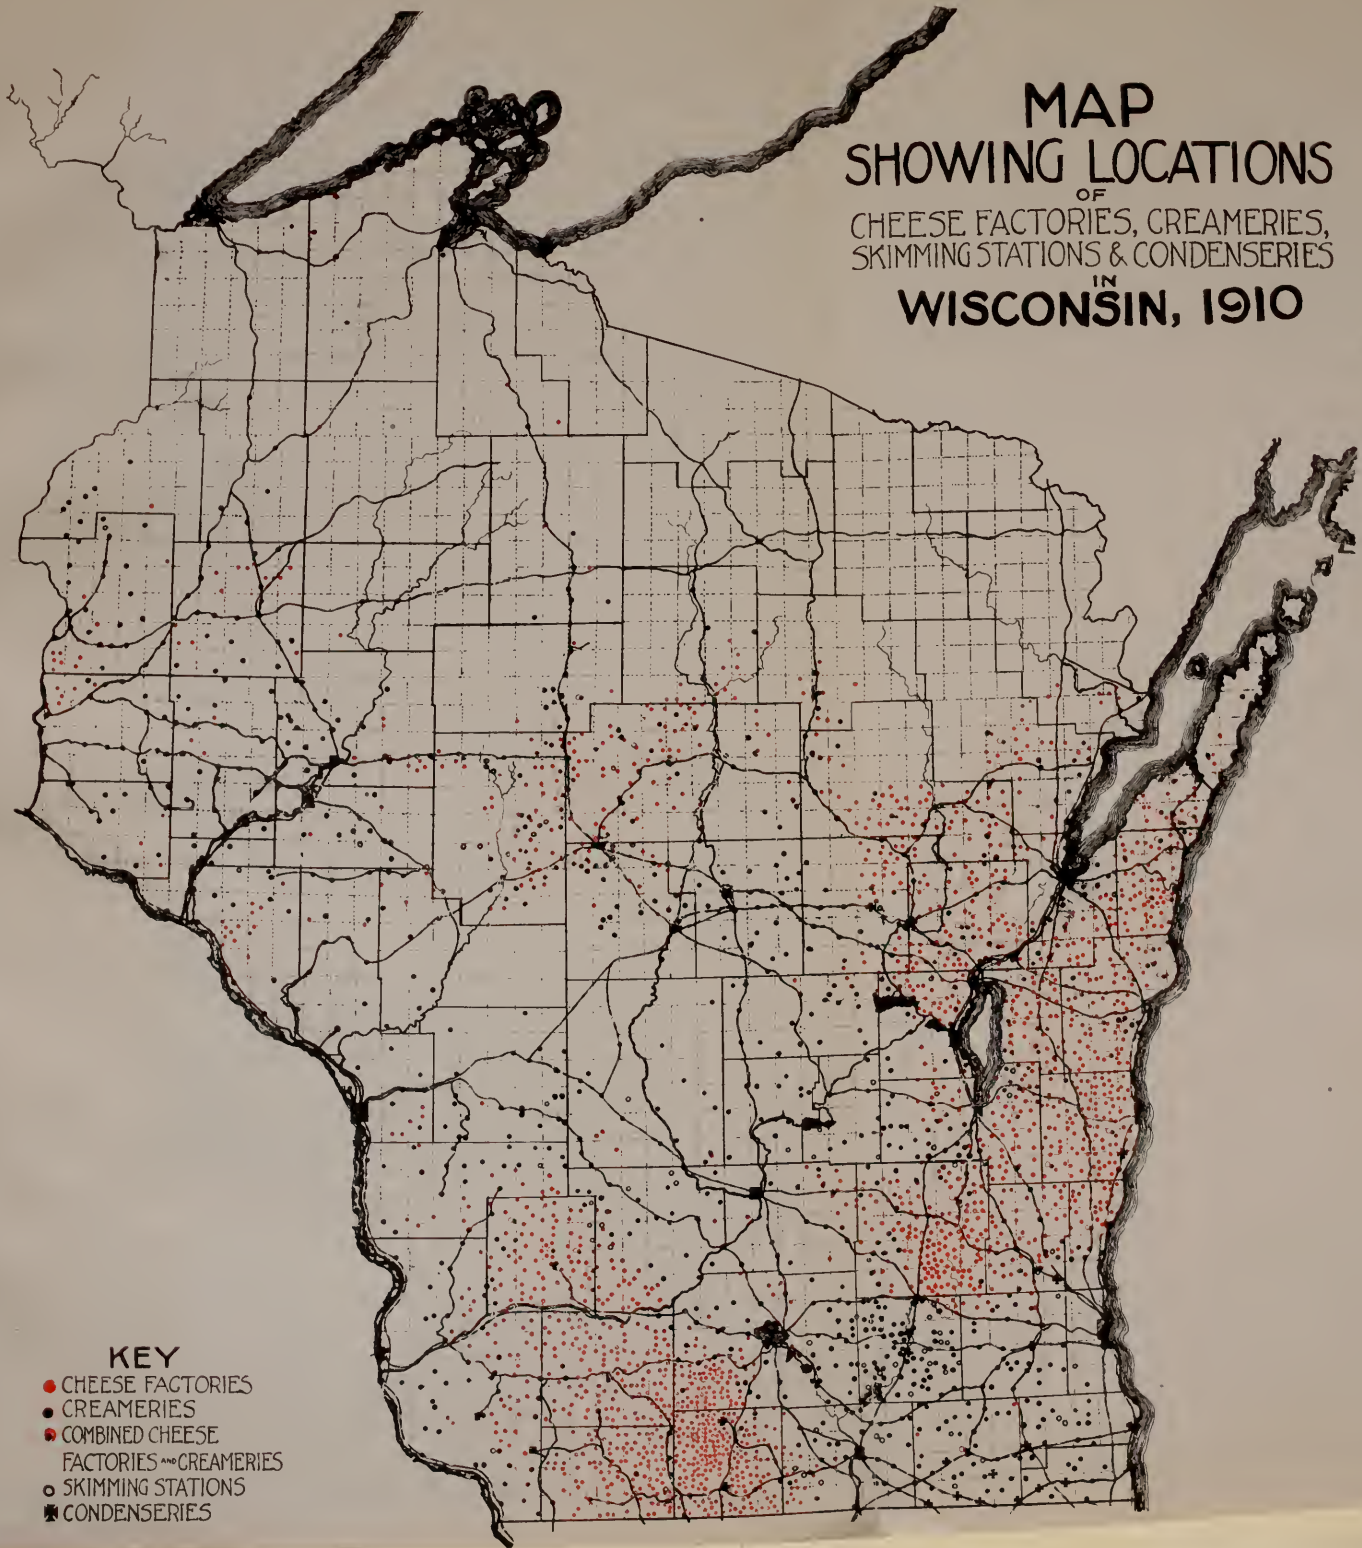 MAP
SHOWING LOCATIONS
OF
CHEESE FACTORIES, CREAMERIES,
SKIMMING STATIONS & CONDENSERIES
IN
WISCONSIN, 1910
KEY
CHEESE FACTORIES
CREAMERIES
COMBINED CHEESE
FACTORIES AND CREAMERIES
SKIMMING STATIONS
CONDENSERIES